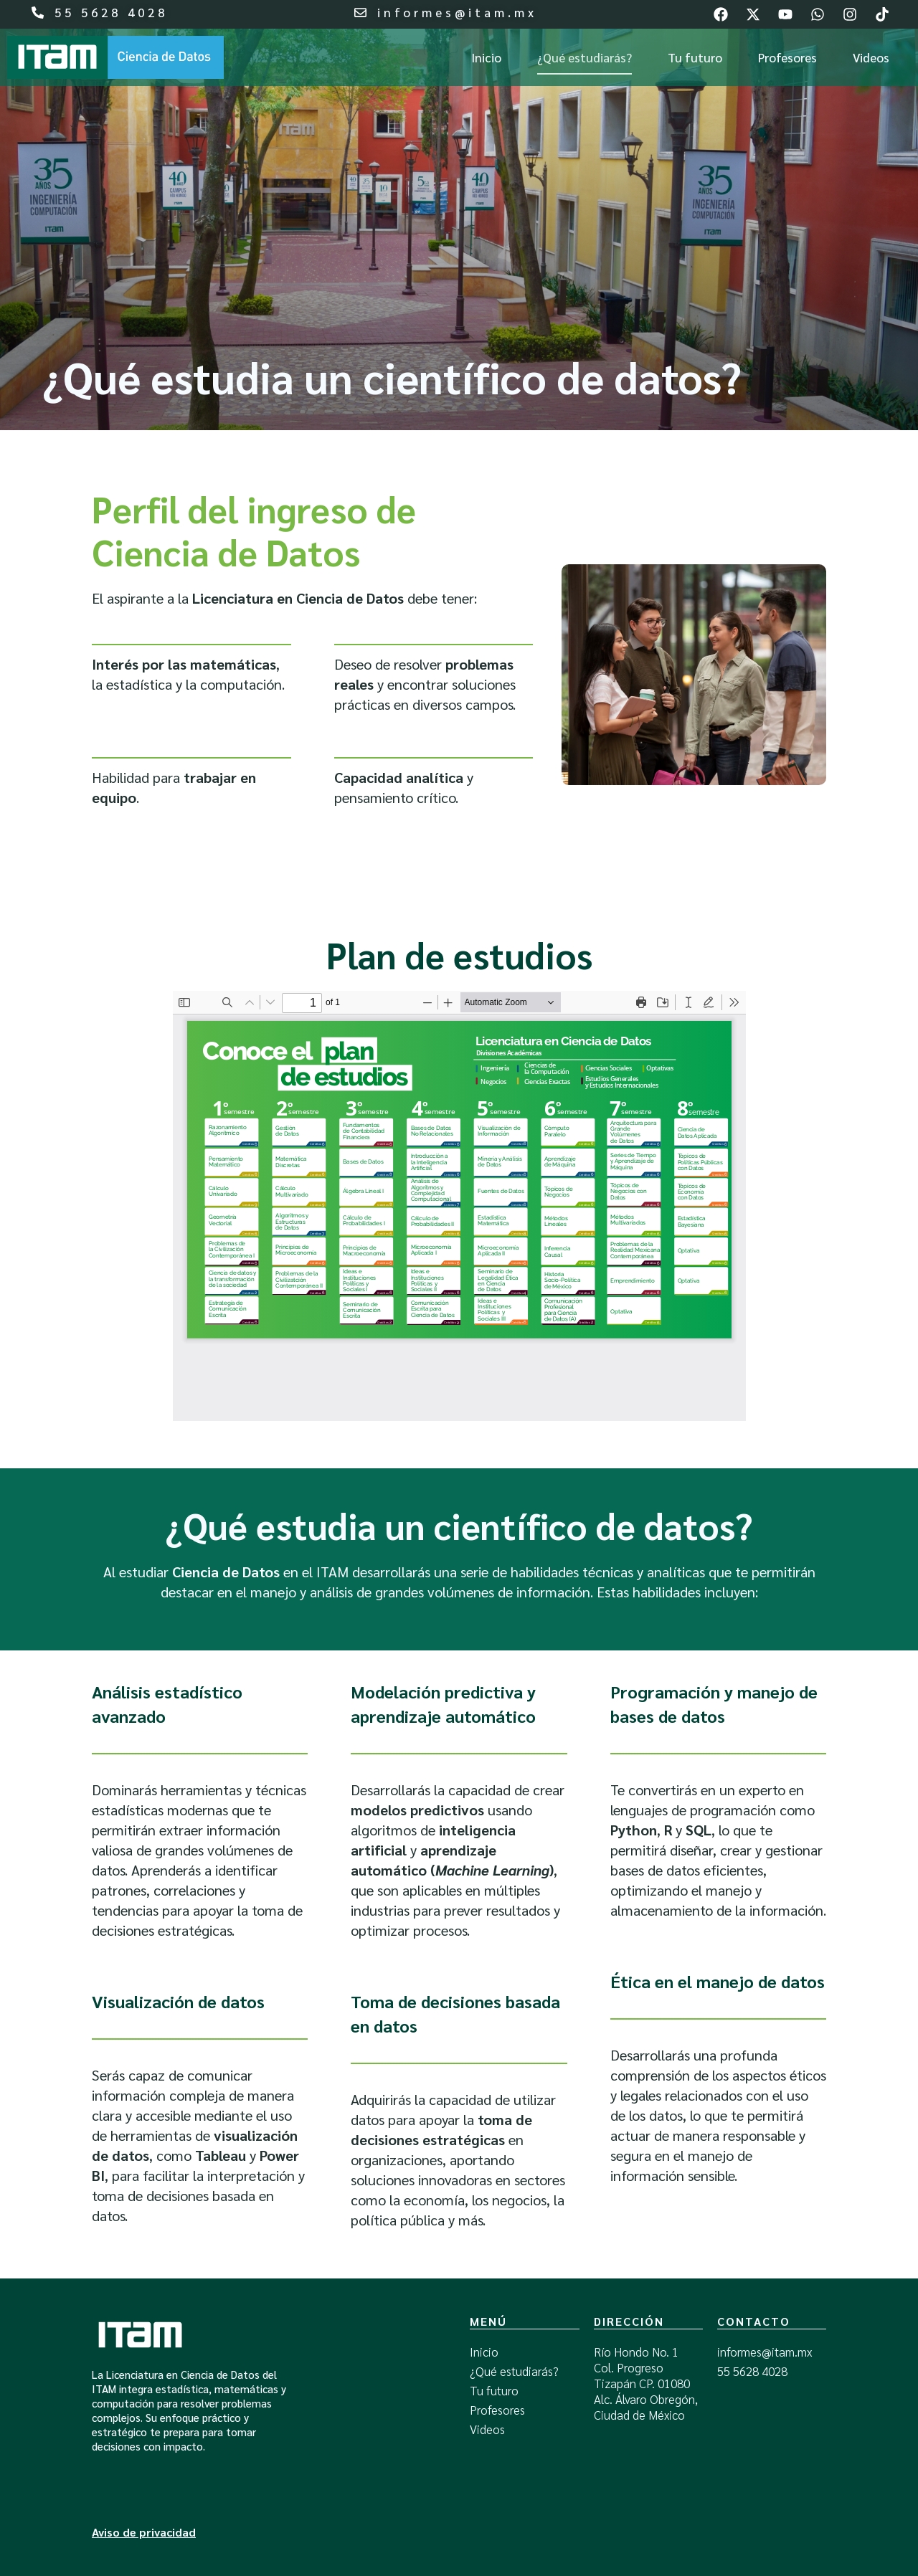 55 5628 4028
informes@itam.mx
ITAM
Ciencia de Datos
Inicio
¿Qué estudiarás?
Tu futuro
Profesores
Videos
ITAM
35
AÑOS
INGENIERÍA
COMPUTACIÓN
40
40
35
AÑOS
INGENIERÍA
COMPUTACIÓN
¿Qué estudia un científico de datos?
Perfil del ingreso de
Ciencia de Datos
El aspirante a la Licenciatura en Ciencia de Datos debe tener:
Interés por las matemáticas,
la estadística y la computación.
Deseo de resolver problemas
reales y encontrar soluciones
prácticas en diversos campos.
Habilidad para trabajar en
equipo.
Capacidad analítica y
pensamiento crítico.
Plan de estudios
1 of 1
Automatic Zoom
Conoce el plan
de estudios
Licenciatura en Ciencia de Datos
Divisiones Académicas
Ingeniería
Ciencias de
la Computación
Ciencias Sociales
Optativas
Negocios
Ciencias Exactas
Estudios Generales
y Estudios Internacionales
1° semestre
Razonamiento
Algorítmico
Pensamiento
Matemático
Cálculo
Univariado
Geometría
Vectorial
Problemas de
la Civilización
Contemporánea I
Ciencia de datos y
la transformación
de la sociedad
Estrategia de
Comunicación
Escrita
2° semestre
Gestión
de Datos
Matemática
Discretas
Cálculo
Multivariado
Algoritmos y
Estructuras
de Datos
Principios de
Microeconomía
Problemas de la
Civilización
Contemporánea II
3° semestre
Fundamentos
de Contabilidad
Financiera
Bases de Datos
Álgebra Lineal I
Cálculo de
Probabilidades I
Principios de
Macroeconomía
Ideas e
Instituciones
Políticas y
Sociales I
Seminario de
Comunicación
Escrita
4° semestre
Bases de Datos
No Relacionales
Introducción a
la Inteligencia
Artificial
Análisis de
Algoritmos y
Complejidad
Computacional
Cálculo de
Probabilidades II
Microeconomía
Aplicada I
Ideas e
Instituciones
Políticas y
Sociales II
Comunicación
Escrita para
Ciencia de Datos
5° semestre
Visualización de
Información
Minería y Análisis
de Datos
Fuentes de Datos
Estadística
Matemática
Microeconomía
Aplicada II
Seminario de
Legalidad Ética
en Ciencia
de Datos
Ideas e
Instituciones
Políticas y
Sociales III
6° semestre
Cómputo
Paralelo
Aprendizaje
de Máquina
Tópicos de
Negocios
Métodos
Lineales
Inferencia
Causal
Historia
Socio-Política
de México
Comunicación
Profesional
para Ciencia
de Datos (A)
7° semestre
Arquitectura para
Grande
Volúmenes
de Datos
Series de Tiempo
y Aprendizaje de
Máquina
Tópicos de
Negocios con
Datos
Métodos
Multivariados
Problemas de la
Realidad Mexicana
Contemporánea
Emprendimiento
Optativa
8° semestre
Ciencia de
Datos Aplicada
Tópicos de
Políticas Públicas
con Datos
Tópicos de
Economía
con Datos
Estadística
Bayesiana
Optativa
Optativa
¿Qué estudia un científico de datos?
Al estudiar Ciencia de Datos en el ITAM desarrollarás una serie de habilidades técnicas y analíticas que te permitirán
destacar en el manejo y análisis de grandes volúmenes de información. Estas habilidades incluyen:
Análisis estadístico
avanzado
Dominarás herramientas y técnicas
estadísticas modernas que te
permitirán extraer información
valiosa de grandes volúmenes de
datos. Aprenderás a identificar
patrones, correlaciones y
tendencias para apoyar la toma de
decisiones estratégicas.
Modelación predictiva y
aprendizaje automático
Desarrollarás la capacidad de crear
modelos predictivos usando
algoritmos de inteligencia
artificial y aprendizaje
automático (Machine Learning),
que son aplicables en múltiples
industrias para prever resultados y
optimizar procesos.
Programación y manejo de
bases de datos
Te convertirás en un experto en
lenguajes de programación como
Python, R y SQL, lo que te
permitirá diseñar, crear y gestionar
bases de datos eficientes,
optimizando el manejo y
almacenamiento de la información.
Visualización de datos
Serás capaz de comunicar
información compleja de manera
clara y accesible mediante el uso
de herramientas de visualización
de datos, como Tableau y Power
BI, para facilitar la interpretación y
toma de decisiones basada en
datos.
Toma de decisiones basada
en datos
Adquirirás la capacidad de utilizar
datos para apoyar la toma de
decisiones estratégicas en
organizaciones, aportando
soluciones innovadoras en sectores
como la economía, los negocios, la
política pública y más.
Ética en el manejo de datos
Desarrollarás una profunda
comprensión de los aspectos éticos
y legales relacionados con el uso
de los datos, lo que te permitirá
actuar de manera responsable y
segura en el manejo de
información sensible.
ITAM
La Licenciatura en Ciencia de Datos del
ITAM integra estadística, matemáticas y
computación para resolver problemas
complejos. Su enfoque práctico y
estratégico te prepara para tomar
decisiones con impacto.
Aviso de privacidad
MENÚ
Inicio
¿Qué estudiarás?
Tu futuro
Profesores
Videos
DIRECCIÓN
Río Hondo No. 1
Col. Progreso
Tizapán CP. 01080
Alc. Álvaro Obregón,
Ciudad de México
CONTACTO
informes@itam.mx
55 5628 4028